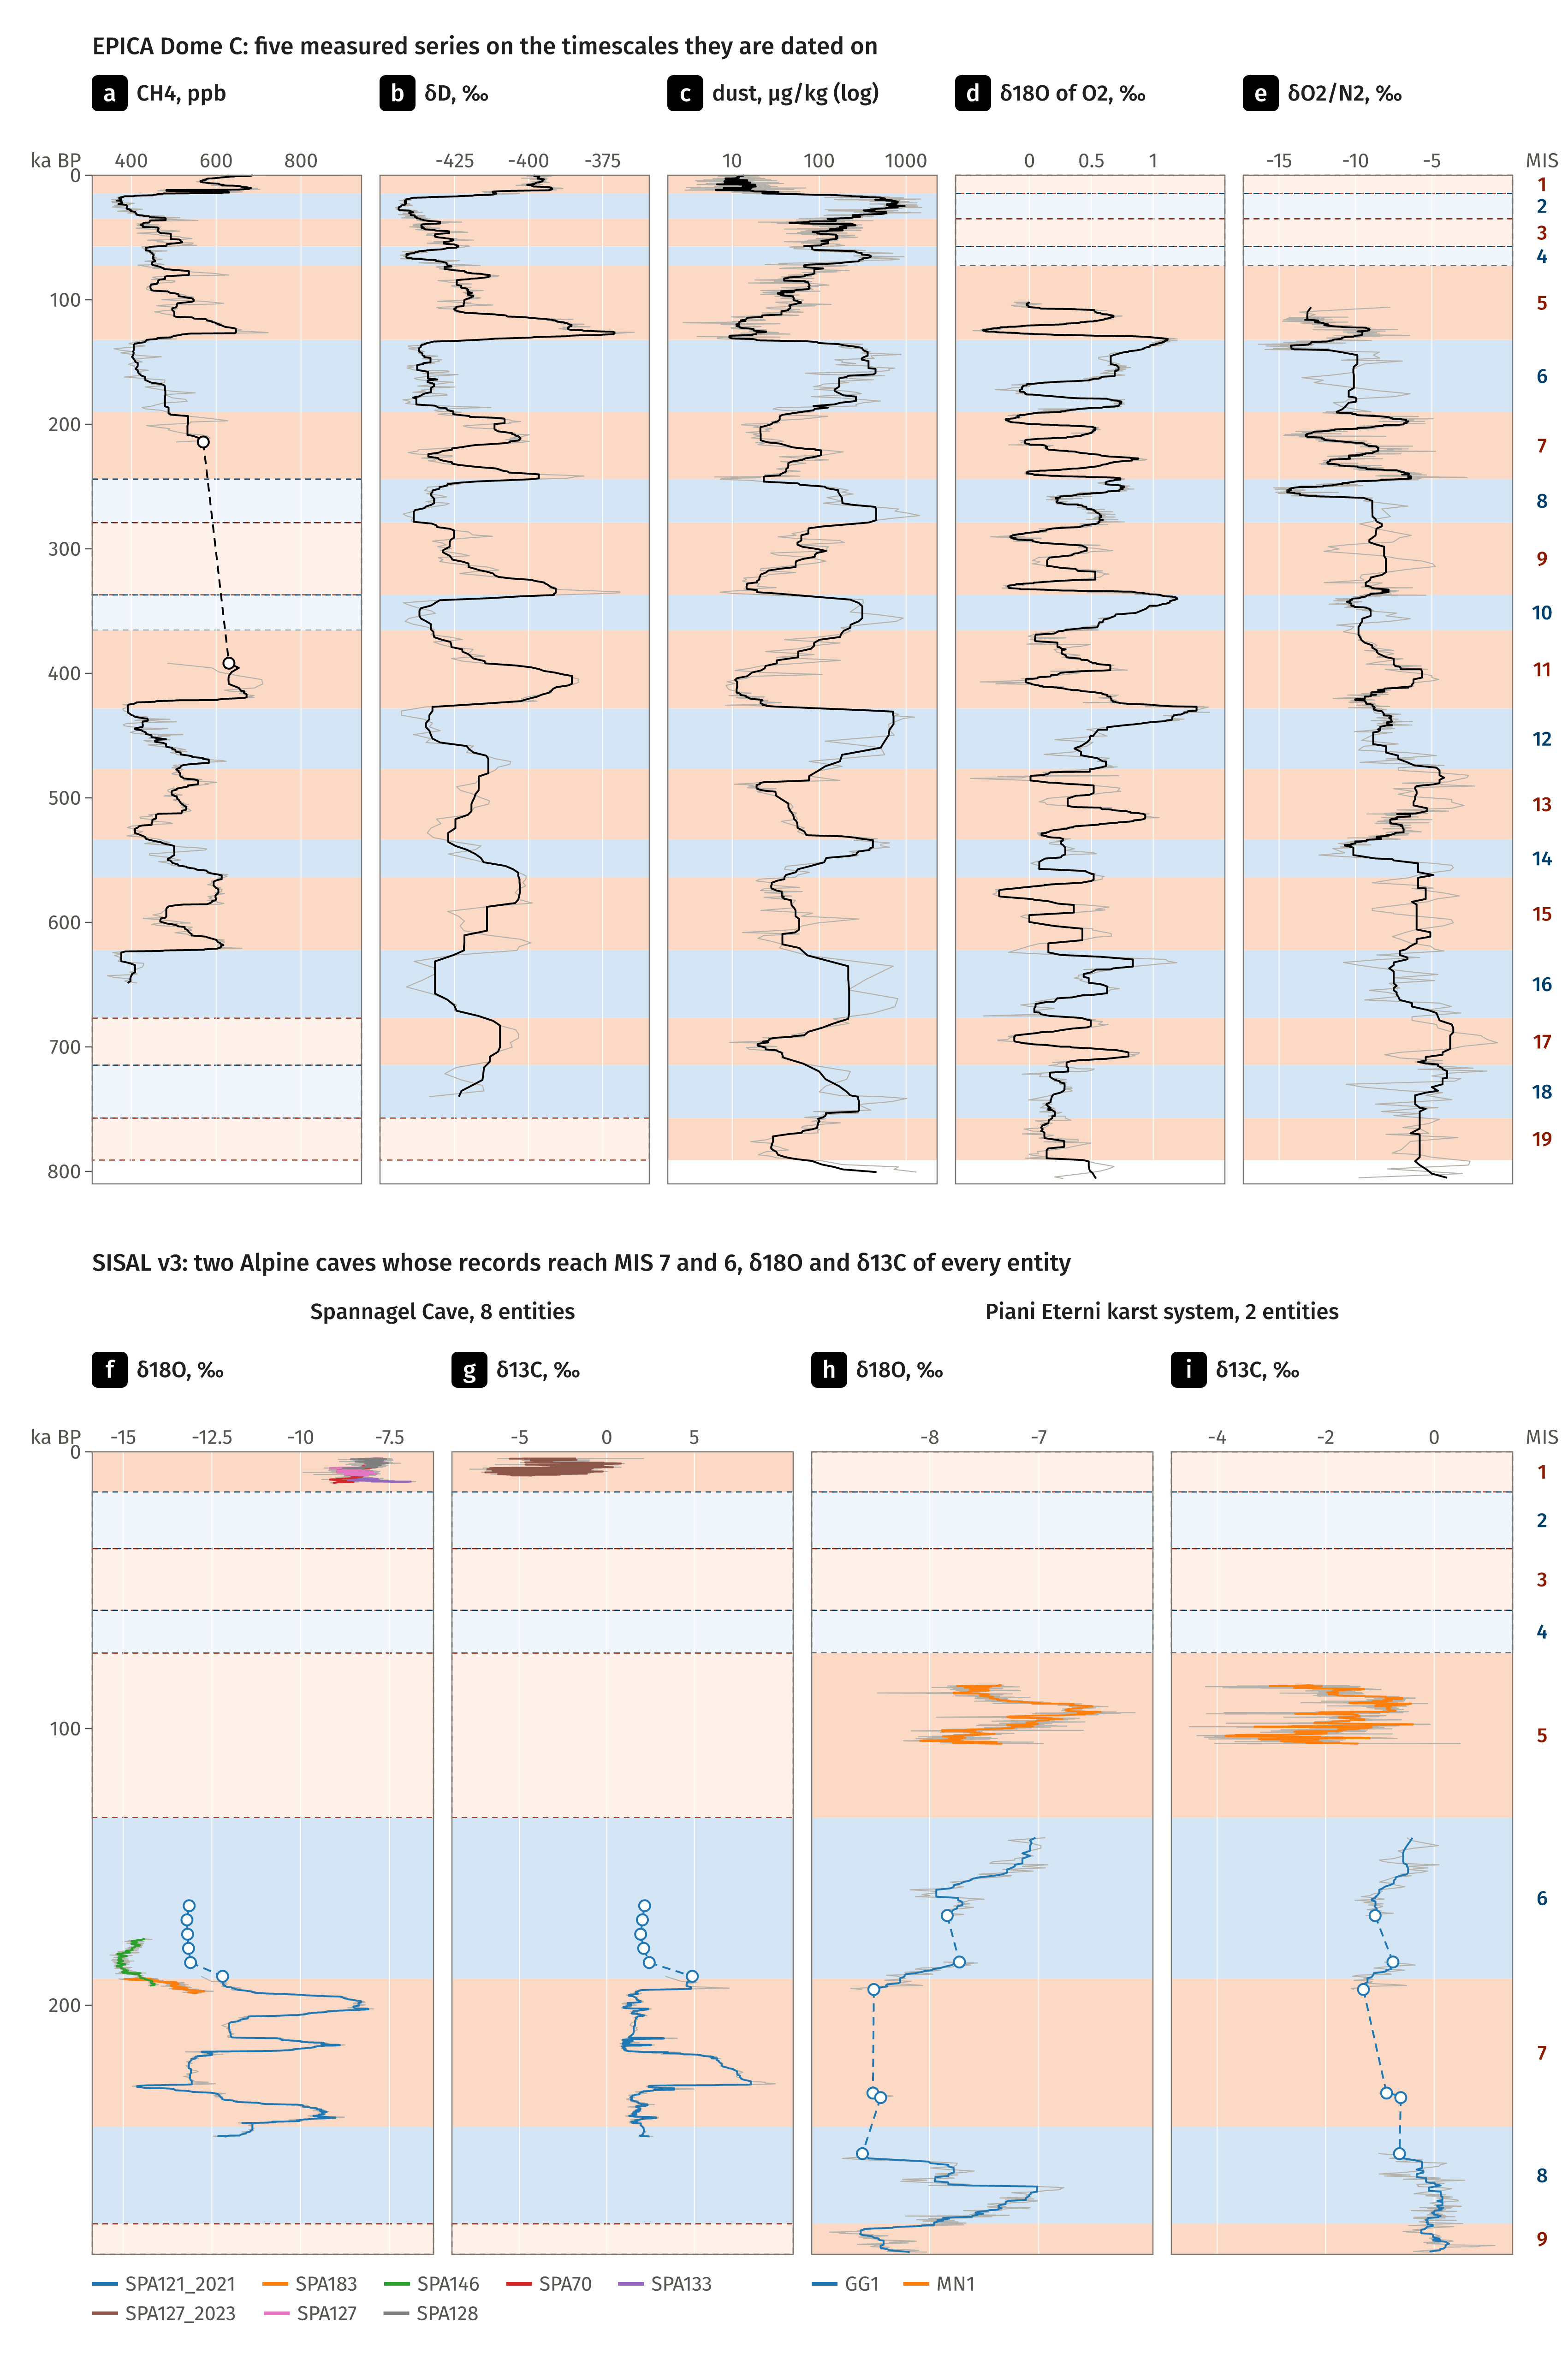 EPICA Dome C: five measured series on the timescales they are dated on
a CH4, ppb
b δD, ‰
c dust, µg/kg (log)
d δ18O of O2, ‰
e δO2/N2, ‰
ka BP 400 600 800 -425 -400 -375 10 100 1000 0 0.5 1 -15 -10 -5 MIS
0
1
2
3
4
100
5
6
200
7
8
300
9
10
400
11
12
500
13
14
600
15
16
700
17
18
19
800
SISAL v3: two Alpine caves whose records reach MIS 7 and 6, δ18O and δ13C of every entity
Spannagel Cave, 8 entities
Piani Eterni karst system, 2 entities
f δ18O, ‰
g δ13C, ‰
h δ18O, ‰
i δ13C, ‰
ka BP -15 -12.5 -10 -7.5 -5 0 5 -8 -7 -4 -2 0 MIS
0
1
2
3
4
100
5
6
200
7
8
9
SPA121_2021 SPA183 SPA146 SPA70 SPA133 GG1 MN1
SPA127_2023 SPA127 SPA128